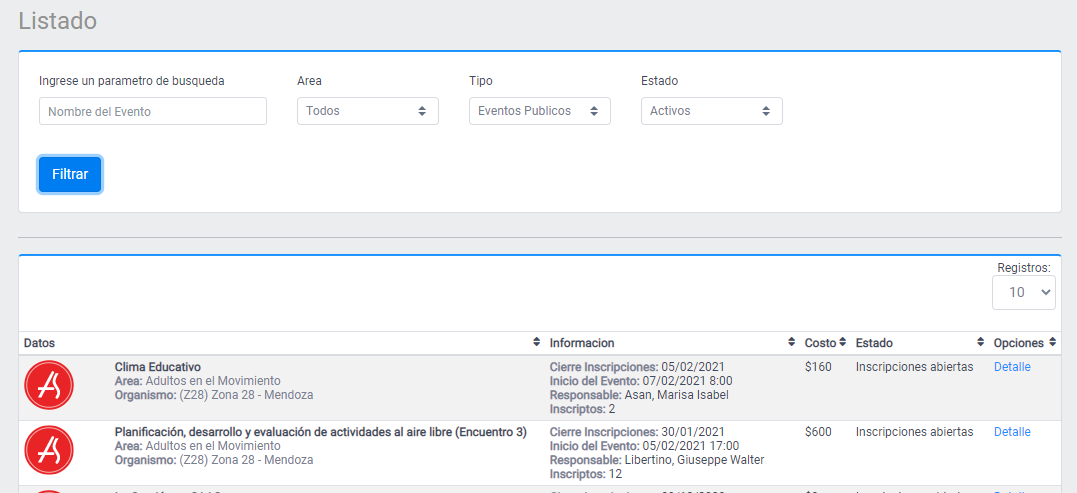 Listado
Ingrese un parametro de busqueda Area Tipo Estado
Nombre del Evento Todos Eventos Publicos Activos
Filtrar
Registros:
10
Datos Informacion Costo Estado Opciones
Clima Educativo Cierre Inscripciones: 05/02/2021 $160 Inscripciones abiertas Detalle
Area: Adultos en el Movimiento Inicio del Evento: 07/02/2021 8:00
Organismo: (Z28) Zona 28 - Mendoza Responsable: Asan, Marisa Isabel
Inscriptos: 2
Planificación, desarrollo y evaluación de actividades al aire libre (Encuentro 3) Cierre Inscripciones: 30/01/2021 $600 Inscripciones abiertas Detalle
Area: Adultos en el Movimiento Inicio del Evento: 05/02/2021 17:00
Organismo: (Z28) Zona 28 - Mendoza Responsable: Libertino, Giuseppe Walter
Inscriptos: 12